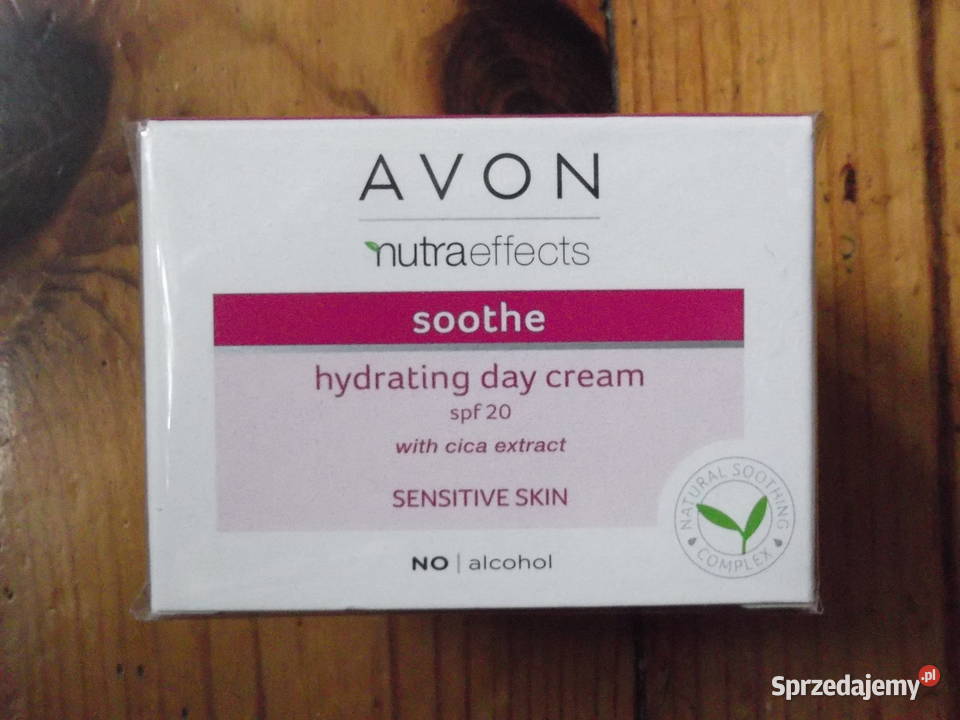 AVON
nutraeffects
soothe
hydrating day cream
spf 20
with cica extract
SENSITIVE SKIN
NATURAL SOOTHING COMPLEX
NO | alcohol
Sprzedajemy.pl